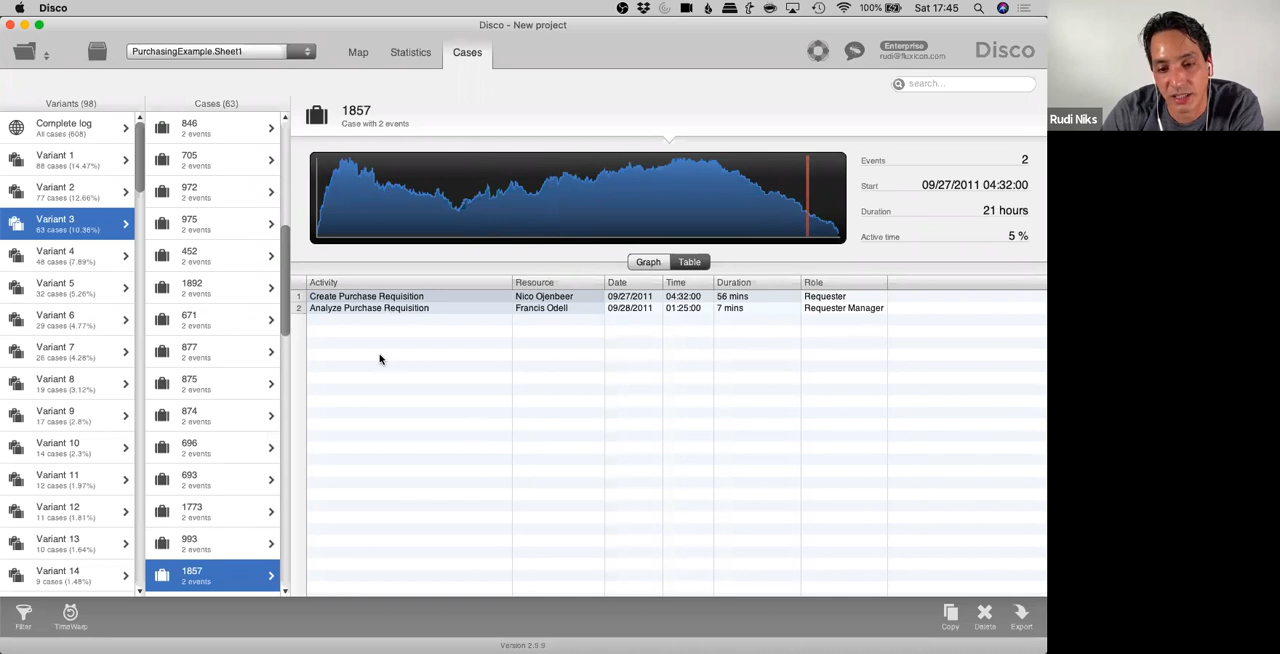 Disco
100%
Sat 17:45
Disco - New project
PurchasingExample.Sheet1
Map
Statistics
Cases
Enterprise
rudi@fluxicon.com
Disco
search...
Variants (98)
Complete log
All cases (608)
Variant 1
88 cases (14.47%)
Variant 2
77 cases (12.66%)
Variant 3
63 cases (10.36%)
Variant 4
48 cases (7.89%)
Variant 5
32 cases (5.26%)
Variant 6
29 cases (4.77%)
Variant 7
26 cases (4.28%)
Variant 8
19 cases (3.12%)
Variant 9
17 cases (2.8%)
Variant 10
14 cases (2.3%)
Variant 11
12 cases (1.97%)
Variant 12
11 cases (1.81%)
Variant 13
10 cases (1.64%)
Variant 14
9 cases (1.48%)
Cases (63)
846
2 events
705
2 events
972
2 events
975
2 events
452
2 events
1892
2 events
671
2 events
877
2 events
875
2 events
874
2 events
696
2 events
693
2 events
1773
2 events
993
2 events
1857
2 events
1857
Case with 2 events
Events 2
Start 09/27/2011 04:32:00
Duration 21 hours
Active time 5 %
Graph
Table
Activity Resource Date Time Duration Role
1 Create Purchase Requisition Nico Ojenbeer 09/27/2011 04:32:00 56 mins Requester
2 Analyze Purchase Requisition Francis Odell 09/28/2011 01:25:00 7 mins Requester Manager
Filter
TimeWarp
Copy
Delete
Export
Version 2.9.9
Rudi Niks